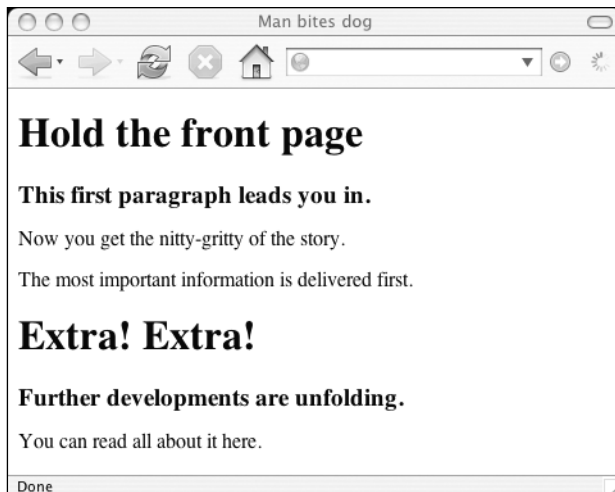 Man bites dog
Hold the front page
This first paragraph leads you in.
Now you get the nitty-gritty of the story.
The most important information is delivered first.
Extra! Extra!
Further developments are unfolding.
You can read all about it here.
Done